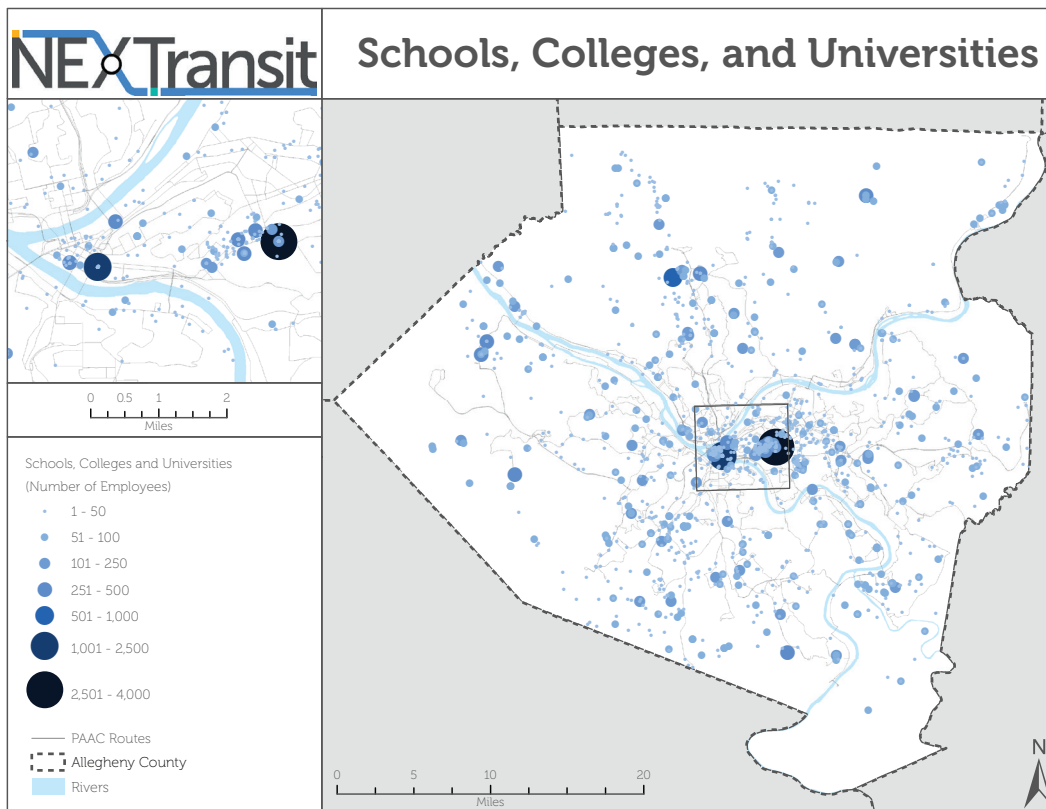 NEXTransit
Schools, Colleges, and Universities
0 0.5 1 2
Miles
Schools, Colleges and Universities
(Number of Employees)
1 - 50
51 - 100
101 - 250
251 - 500
501 - 1,000
1,001 - 2,500
2,501 - 4,000
PAAC Routes
Allegheny County
Rivers
0 10 20
Miles
N